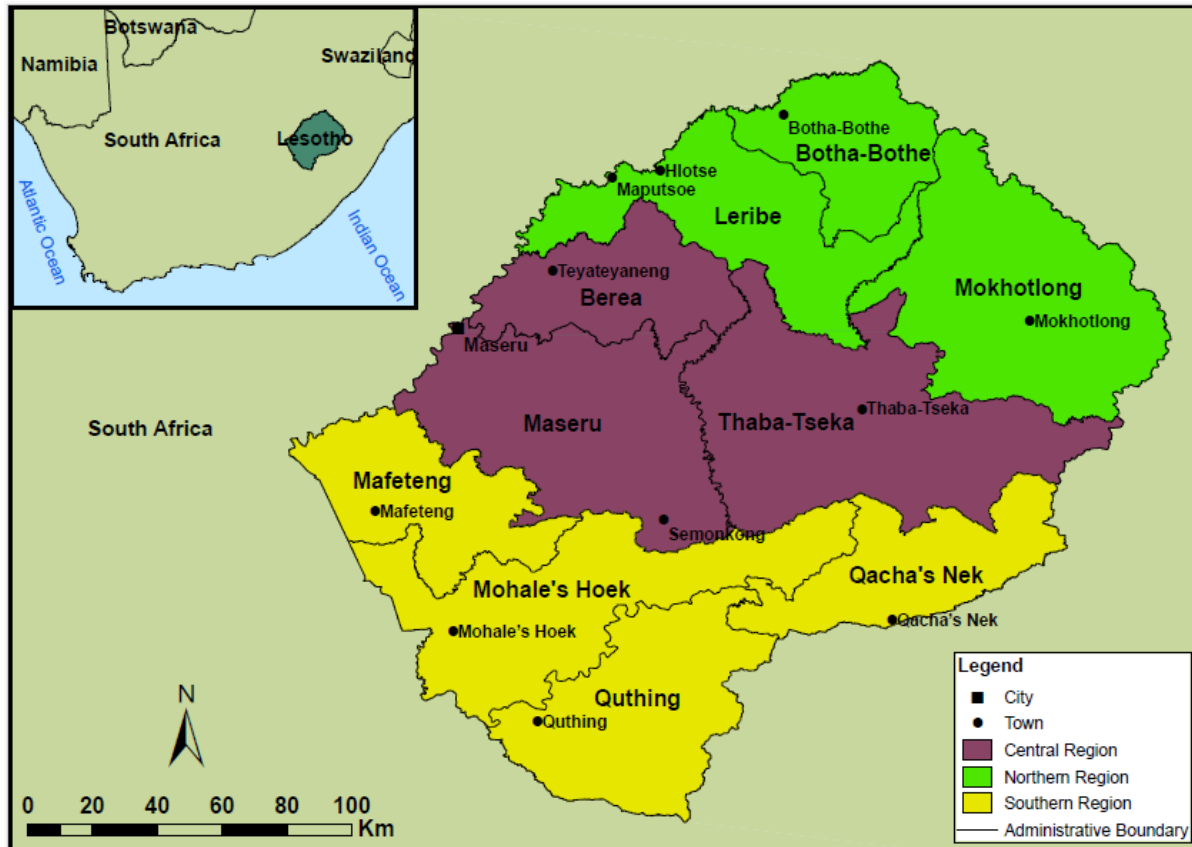 Botswana
Namibia
Swaziland
South Africa
Lesotho
Atlantic Ocean
Indian Ocean
Botha-Bothe
Botha-Bothe
Hlotse
Maputsoe
Leribe
Teyateyaneng
Berea
Mokhotlong
Mokhotlong
Maseru
Thaba-Tseka
Thaba-Tseka
Maseru
South Africa
Mafeteng
Mafeteng
Semonkong
Qacha's Nek
Mohale's Hoek
Qacha's Nek
Mohale's Hoek
Quthing
Quthing
N
0 20 40 60 80 100
Km
Legend
City
Town
Central Region
Northern Region
Southern Region
Administrative Boundary